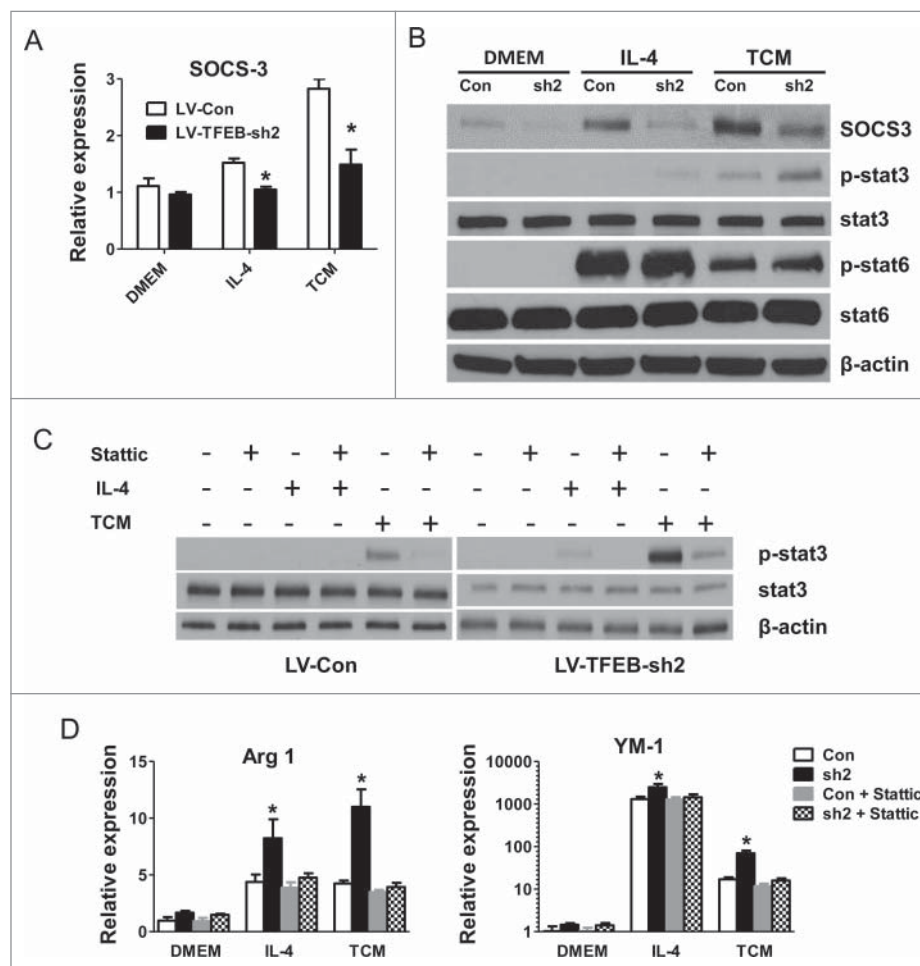 A
SOCS-3
Relative expression
3
2
1
0
LV-Con
LV-TFEB-sh2
*
*
DMEM
IL-4
TCM
B
DMEM IL-4 TCM
Con sh2 Con sh2 Con sh2
SOCS3
p-stat3
stat3
p-stat6
stat6
β-actin
C
Stattic - + - + - + - + - + - +
IL-4 - - + + - - - - + + - -
TCM - - - - + + - - - - + +
p-stat3
stat3
β-actin
LV-Con LV-TFEB-sh2
D
Arg 1
Relative expression
15
10
5
0
*
*
DMEM IL-4 TCM
YM-1
Relative expression
10000
1000
100
10
1
*
*
DMEM IL-4 TCM
Con
sh2
Con + Stattic
sh2 + Stattic